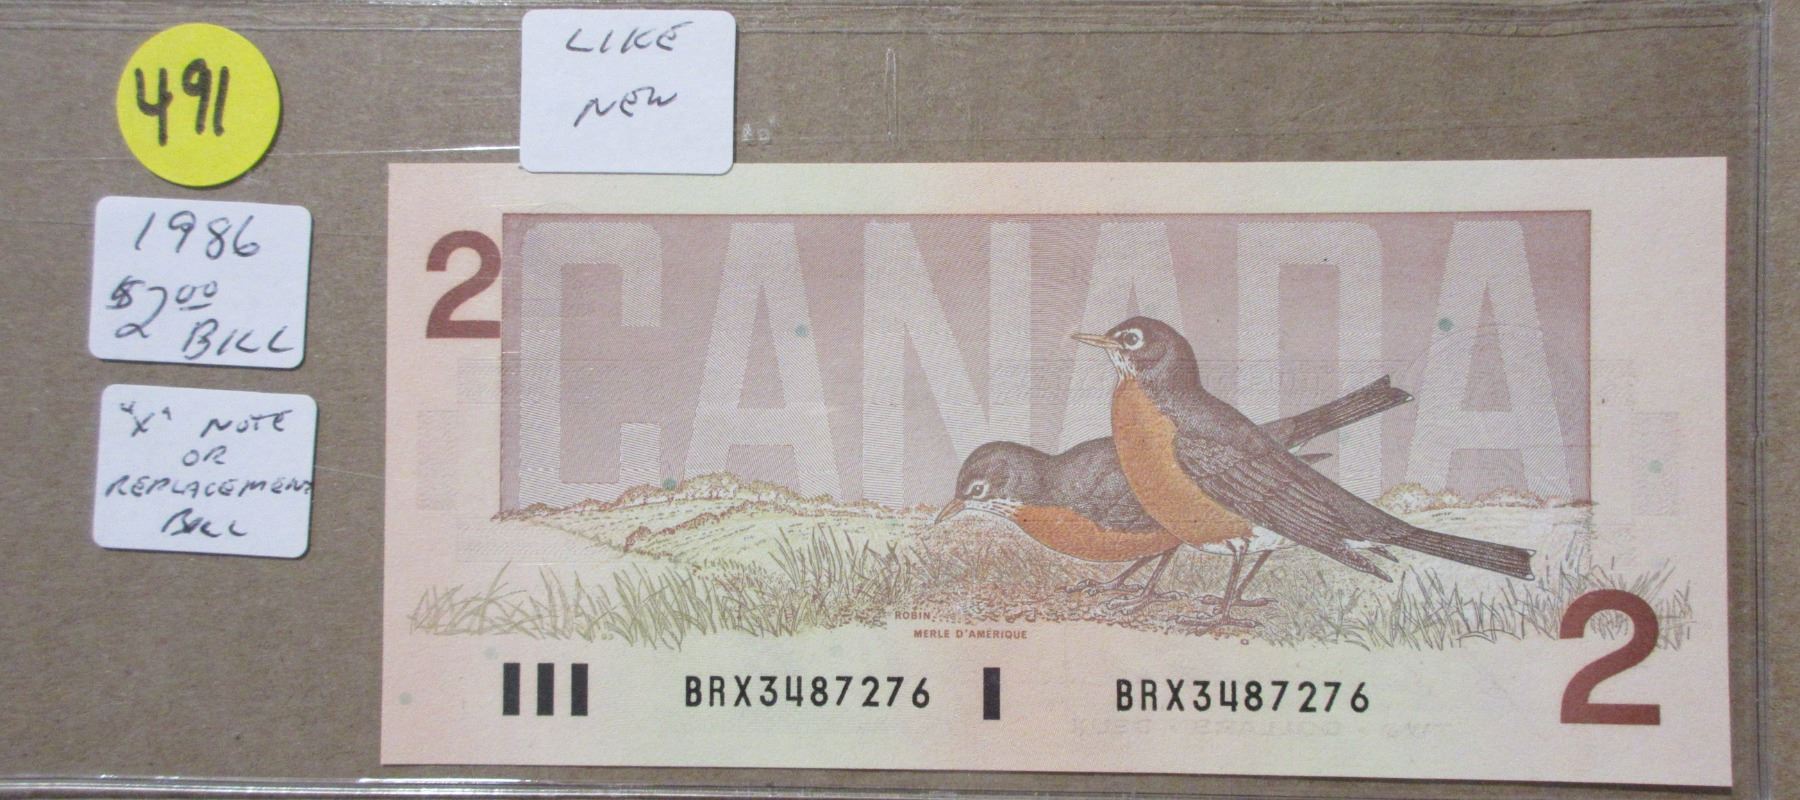 491
LIKE
NEW
1986
$2.00
BILL
"X" NOTE
OR
REPLACEMENT
BILL
CANADA
2
ROBIN
MERLE D'AMÉRIQUE
2
BRX3487276
BRX3487276